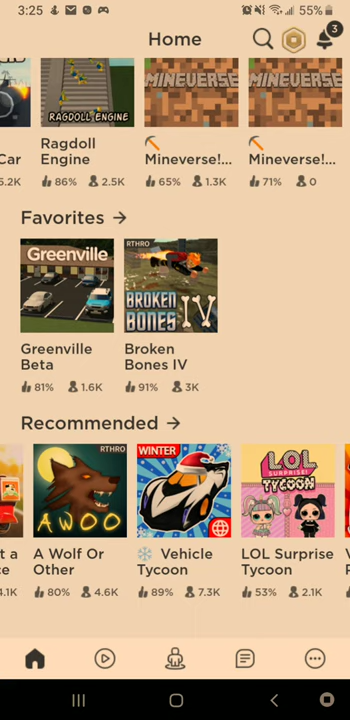 3:25
55%
Home
3
MINEVERSE
MINEVERSE
RAGDOLL ENGINE
Car
Ragdoll
Engine
Mineverse!...
Mineverse!...
5.2K
86% 2.5K
65% 1.3K
71% 0
Favorites →
Greenville
RTHRO
BROKEN
BONES IV
Greenville
Beta
Broken
Bones IV
81% 1.6K
91% 3K
Recommended →
RTHRO
WINTER
LOL
SURPRISE!
TYCOON
AWOO
t a
ce
A Wolf Or
Other
Vehicle
Tycoon
LOL Surprise
Tycoon
4.1K
80% 4.6K
89% 7.3K
53% 2.1K